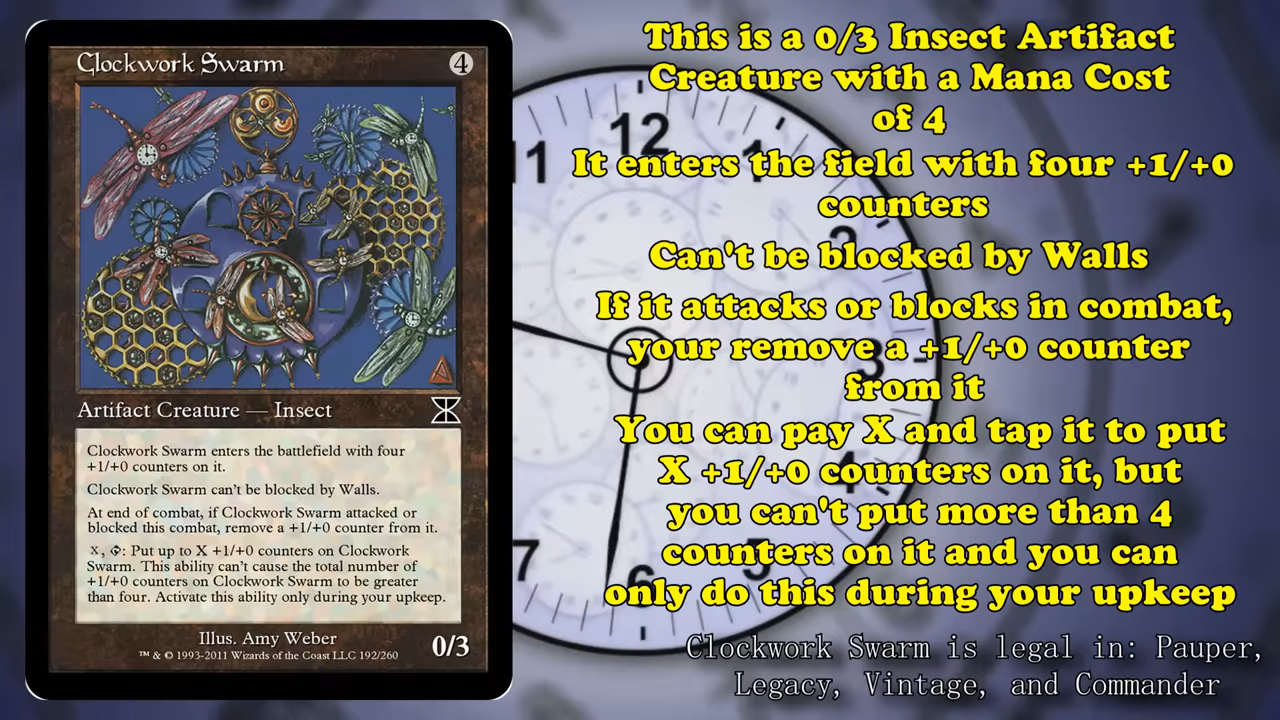 Clockwork Swarm
4
Artifact Creature — Insect
Clockwork Swarm enters the battlefield with four
+1/+0 counters on it.
Clockwork Swarm can't be blocked by Walls.
At end of combat, if Clockwork Swarm attacked or
blocked this combat, remove a +1/+0 counter from it.
X, : Put up to X +1/+0 counters on Clockwork
Swarm. This ability can't cause the total number of
+1/+0 counters on Clockwork Swarm to be greater
than four. Activate this ability only during your upkeep.
Illus. Amy Weber
™ & © 1993-2011 Wizards of the Coast LLC 192/260
0/3
This is a 0/3 Insect Artifact
Creature with a Mana Cost
of 4
It enters the field with four +1/+0
counters
Can't be blocked by Walls
If it attacks or blocks in combat,
your remove a +1/+0 counter
from it
You can pay X and tap it to put
X +1/+0 counters on it, but
you can't put more than 4
counters on it and you can
only do this during your upkeep
Clockwork Swarm is legal in: Pauper,
Legacy, Vintage, and Commander
11
12
1
2
3
4
5
6
7